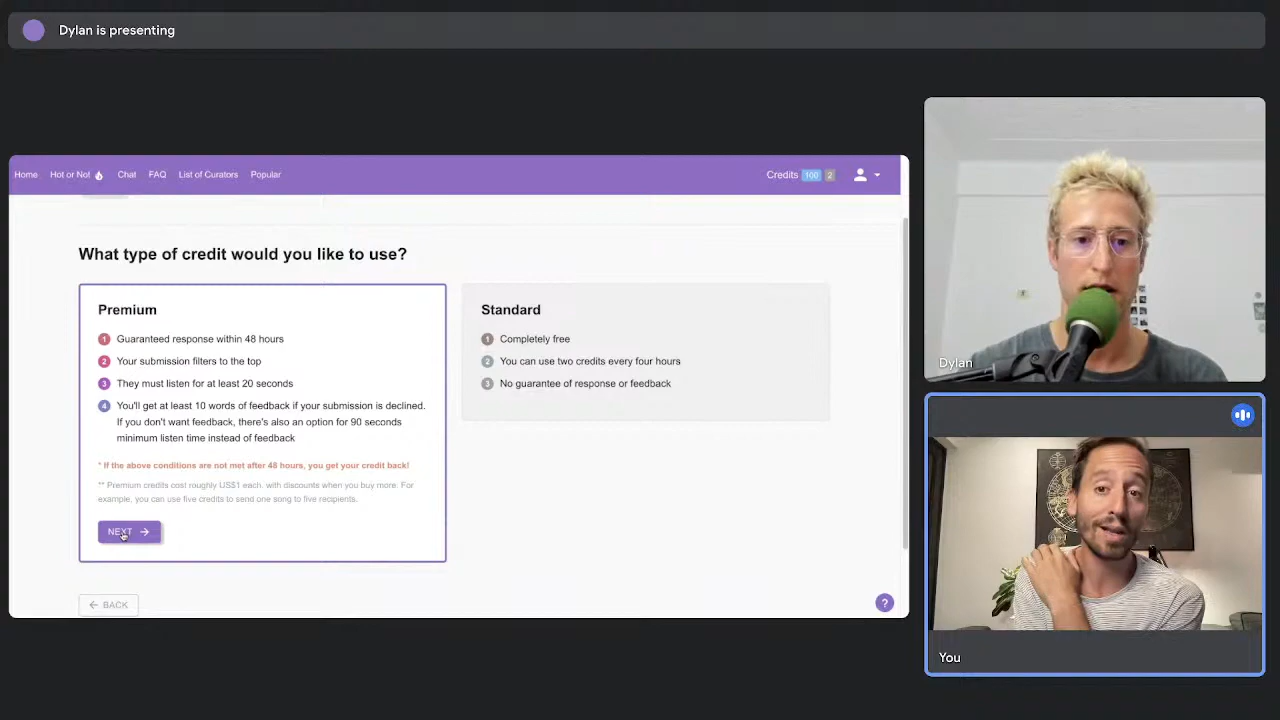 Dylan is presenting
Home Hot or Not Chat FAQ List of Curators Popular Credits 100 2
What type of credit would you like to use?
Premium
1 Guaranteed response within 48 hours
2 Your submission filters to the top
3 They must listen for at least 20 seconds
4 You'll get at least 10 words of feedback if your submission is declined.
If you don't want feedback, there's also an option for 90 seconds
minimum listen time instead of feedback
* If the above conditions are not met after 48 hours, you get your credit back!
** Premium credits cost roughly US$1 each. with discounts when you buy more. For
example, you can use five credits to send one song to five recipients.
NEXT
Standard
1 Completely free
2 You can use two credits every four hours
3 No guarantee of response or feedback
BACK
?
Dylan
You